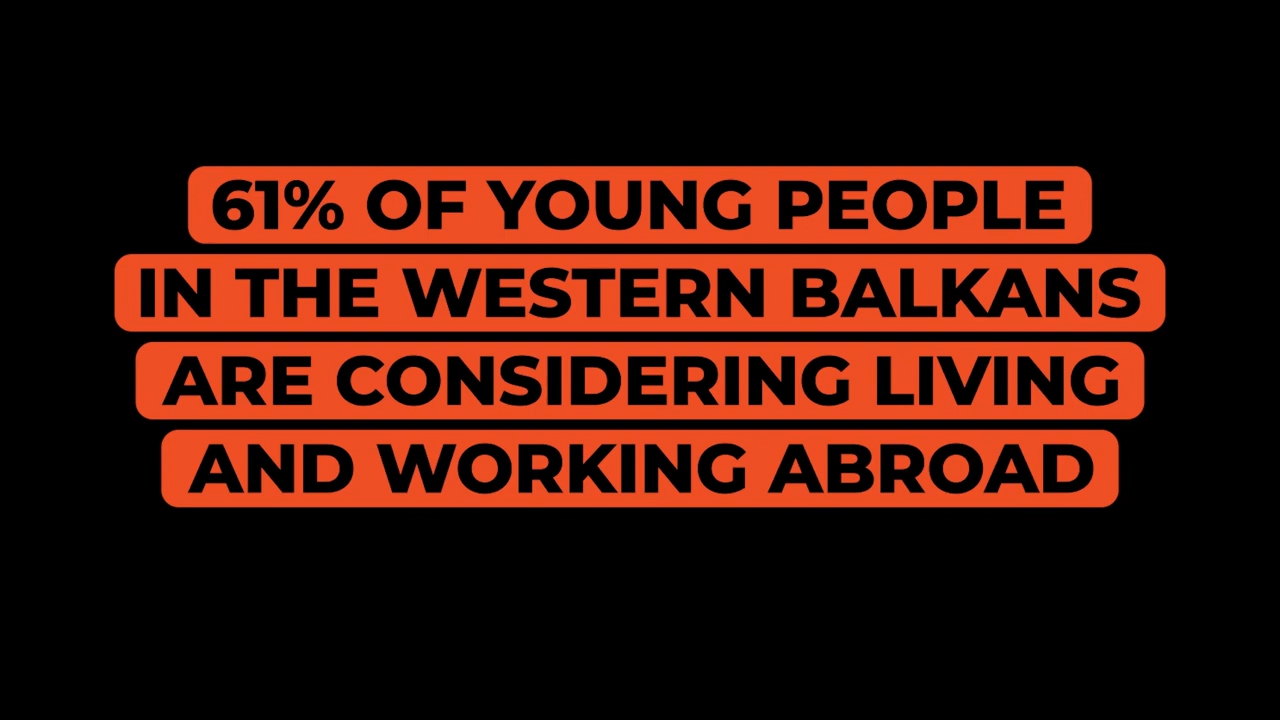 61% OF YOUNG PEOPLE
IN THE WESTERN BALKANS
ARE CONSIDERING LIVING
AND WORKING ABROAD